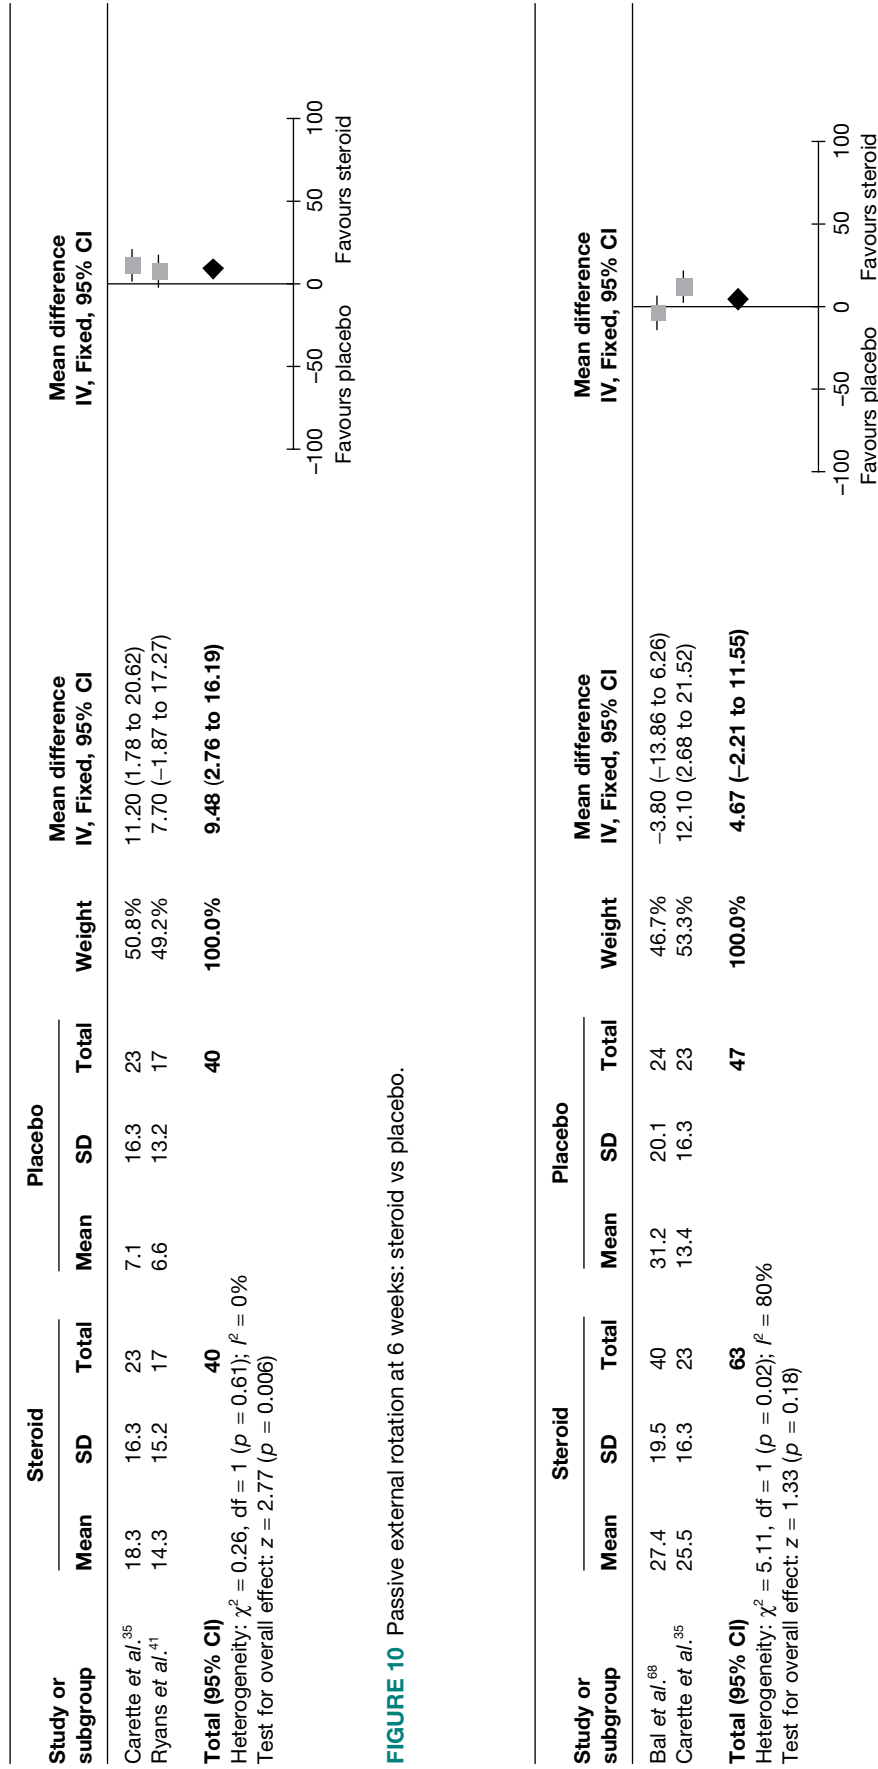 Steroid Placebo
Study or Mean difference Mean difference
subgroup Mean SD Total Mean SD Total Weight IV, Fixed, 95% CI IV, Fixed, 95% CI
Carette et al.35 18.3 16.3 23 7.1 16.3 23 50.8% 11.20 (1.78 to 20.62)
Ryans et al.41 14.3 15.2 17 6.6 13.2 17 49.2% 7.70 (−1.87 to 17.27)
Total (95% CI) 40 40 100.0% 9.48 (2.76 to 16.19)
Heterogeneity: χ2 = 0.26, df = 1 (p = 0.61); I2 = 0%
Test for overall effect: z = 2.77 (p = 0.006)
−100 −50 0 50 100
Favours placebo Favours steroid
FIGURE 10 Passive external rotation at 6 weeks: steroid vs placebo.
Steroid Placebo
Study or Mean difference Mean difference
subgroup Mean SD Total Mean SD Total Weight IV, Fixed, 95% CI IV, Fixed, 95% CI
Bal et al.68 27.4 19.5 40 31.2 20.1 24 46.7% −3.80 (−13.86 to 6.26)
Carette et al.35 25.5 16.3 23 13.4 16.3 23 53.3% 12.10 (2.68 to 21.52)
Total (95% CI) 63 47 100.0% 4.67 (−2.21 to 11.55)
Heterogeneity: χ2 = 5.11, df = 1 (p = 0.02); I2 = 80%
Test for overall effect: z = 1.33 (p = 0.18)
−100 −50 0 50 100
Favours placebo Favours steroid